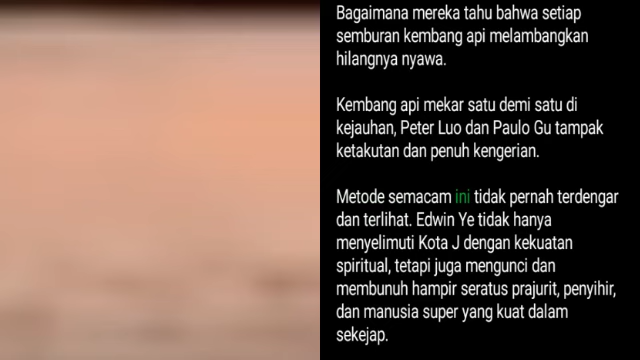 Bagaimana mereka tahu bahwa setiap
semburan kembang api melambangkan
hilangnya nyawa.
Kembang api mekar satu demi satu di
kejauhan, Peter Luo dan Paulo Gu tampak
ketakutan dan penuh kengerian.
Metode semacam ini tidak pernah terdengar
dan terlihat. Edwin Ye tidak hanya
menyelimuti Kota J dengan kekuatan
spiritual, tetapi juga mengunci dan
membunuh hampir seratus prajurit, penyihir,
dan manusia super yang kuat dalam
sekejap.